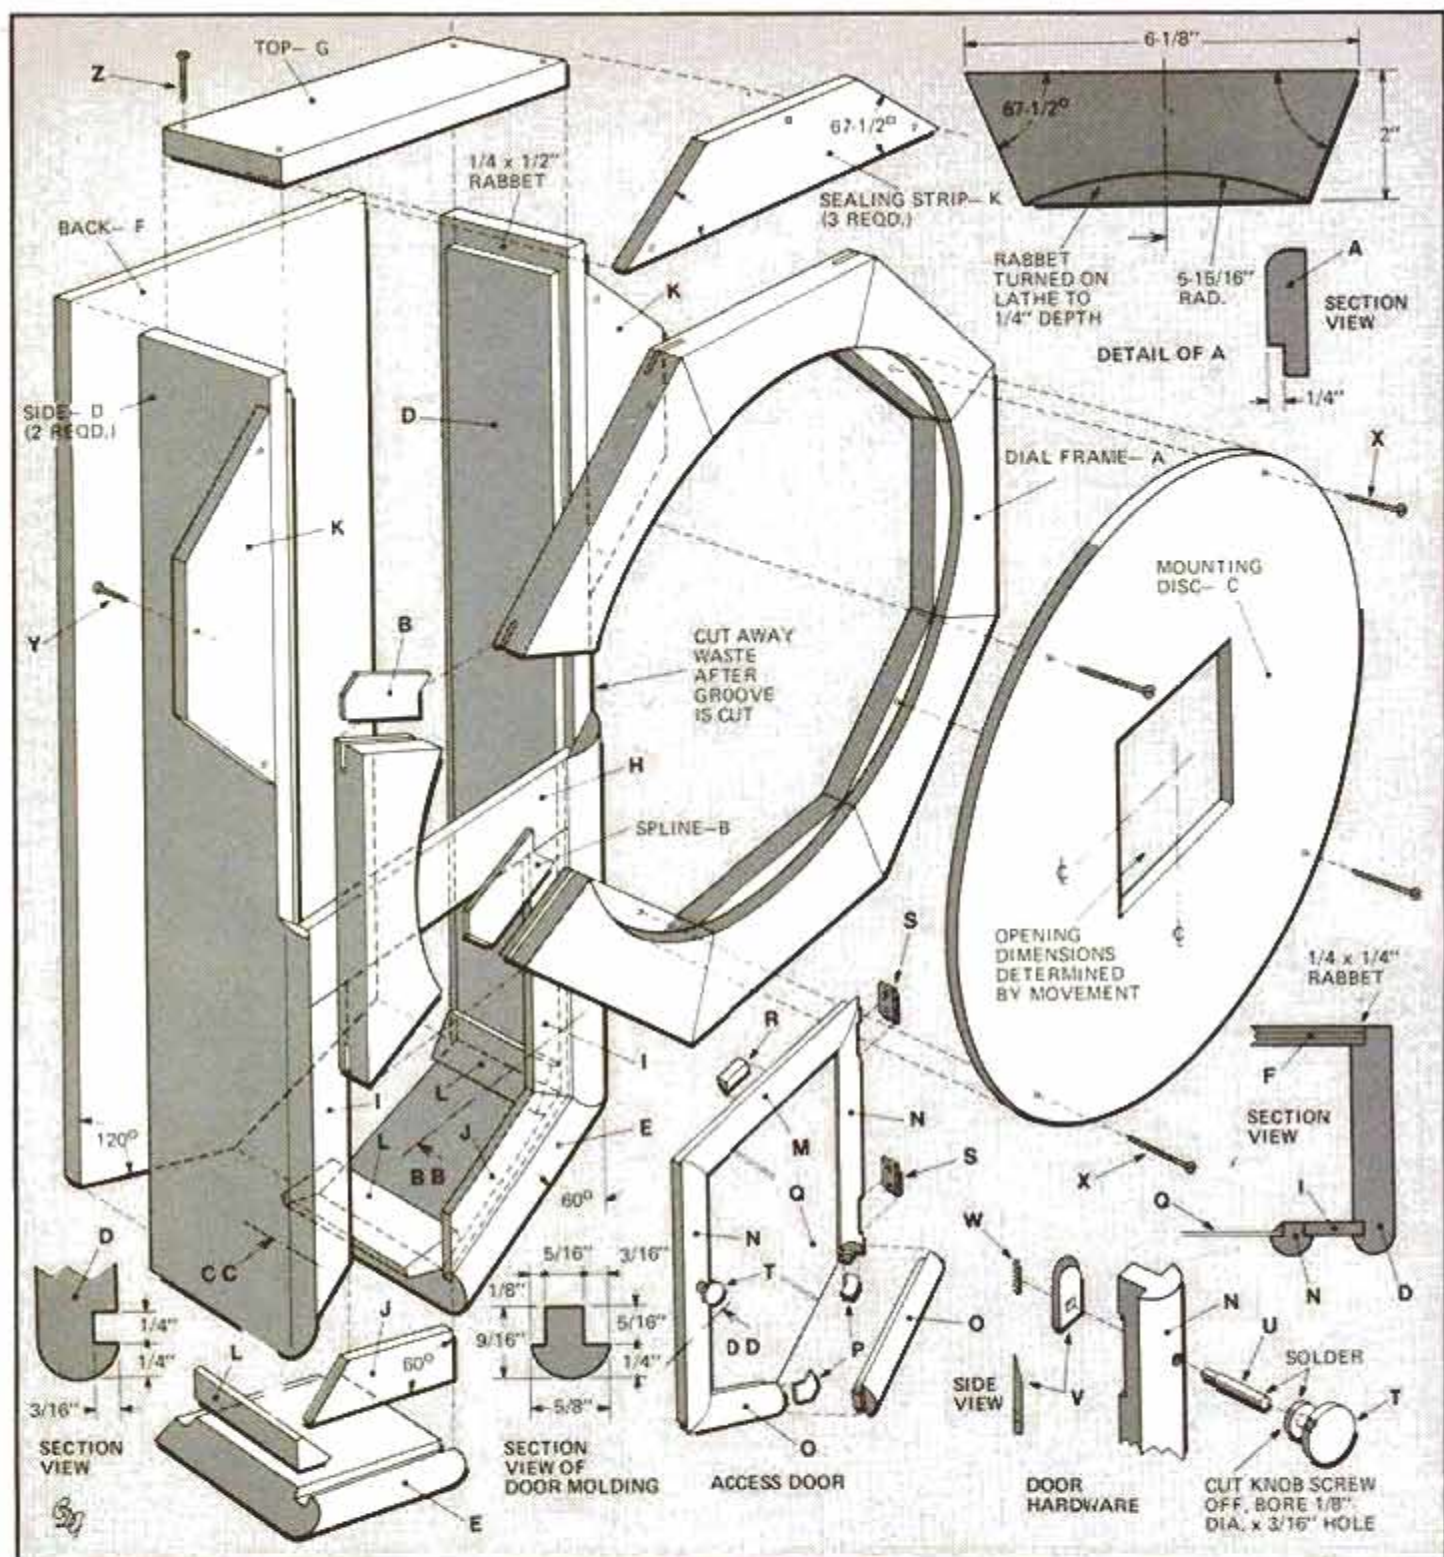 Z
TOP— G
BACK— F
1/4 x 1/2"
RABBET
67-1/2°
SEALING STRIP— K
(3 REQD.)
6-1/8"
67-1/2°
2"
RABBET
TURNED ON
LATHE TO
1/4" DEPTH
5-15/16"
RAD.
DETAIL OF A
A
SECTION
VIEW
1/4"
SIDE— D
(2 REQD.)
D
K
K
Y
B
DIAL FRAME— A
X
MOUNTING
DISC— C
CUT AWAY
WASTE
AFTER
GROOVE
IS CUT
H
SPLINE—B
OPENING
DIMENSIONS
DETERMINED
BY MOVEMENT
℄
℄
1/4 x 1/4"
RABBET
F
SECTION
VIEW
I
Q
N
D
S
R
M
N
S
Q
N
T
DD
P
O
O
ACCESS DOOR
X
W
SIDE
VIEW
V
N
U
SOLDER
T
DOOR
HARDWARE
CUT KNOB SCREW
OFF, BORE 1/8"
DIA. x 3/16" HOLE
120°
I
I
L
L
J
BB
E
60°
CC
D
1/4"
1/4"
3/16"
SECTION
VIEW
L
J
60°
E
5/16"
3/16"
1/8"
9/16"
5/16"
1/4"
5/8"
SECTION
VIEW OF
DOOR MOLDING